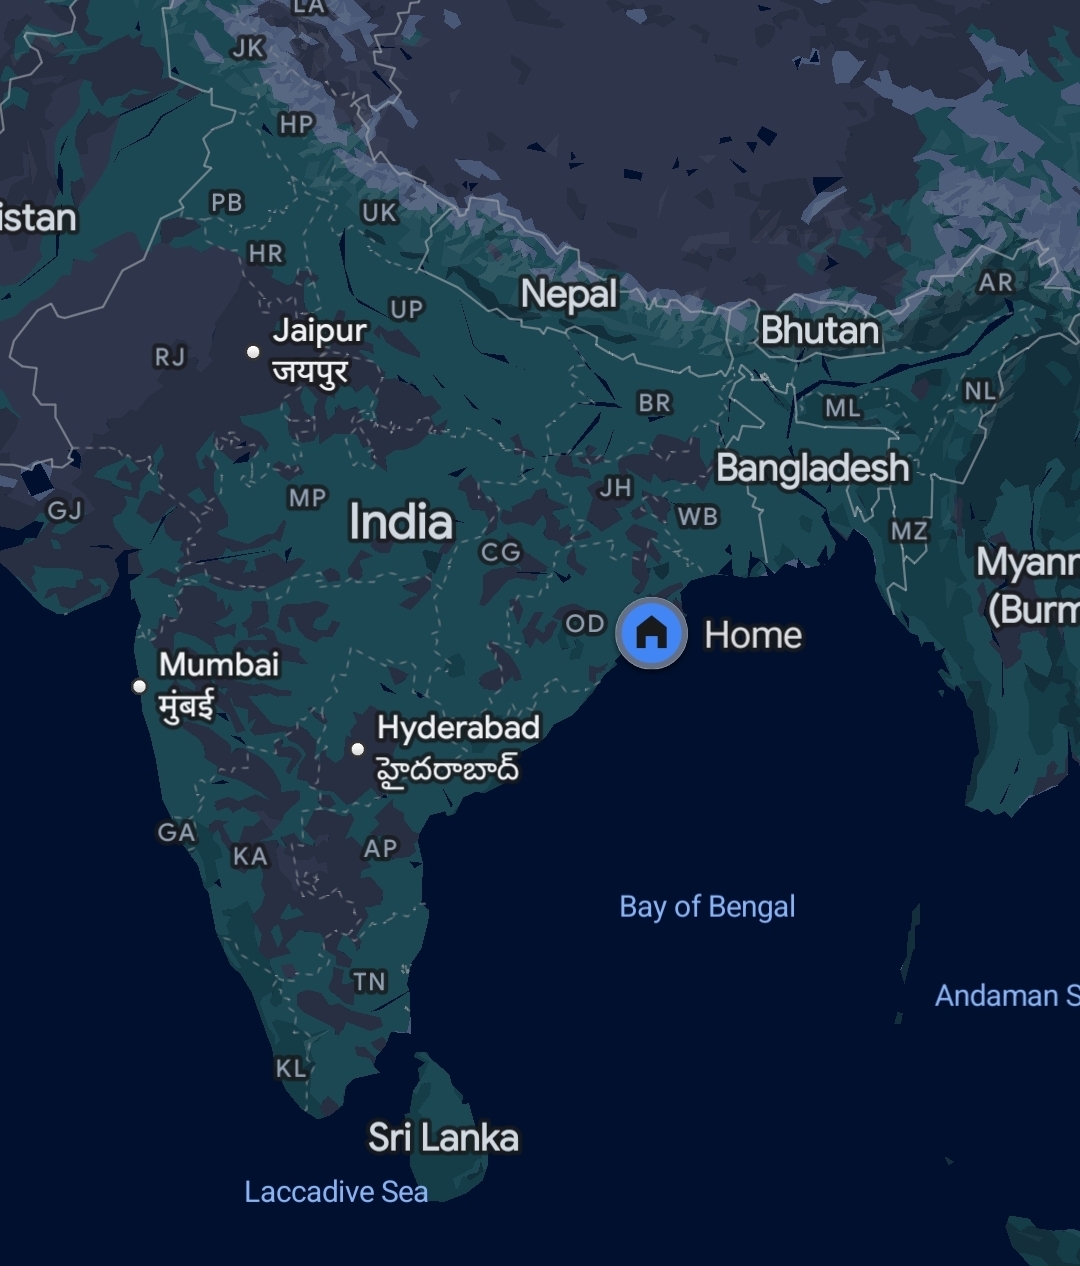 LA
JK
HP
PB
UK
istan
HR
AR
Nepal
UP
Bhutan
Jaipur
जयपुर
RJ
NL
BR
ML
Bangladesh
JH
MP
GJ
WB
India
MZ
CG
Myanr
(Burm
OD
Home
Mumbai
मुंबई
Hyderabad
హైదరాబాద్
GA
AP
KA
Bay of Bengal
TN
Andaman S
KL
Sri Lanka
Laccadive Sea